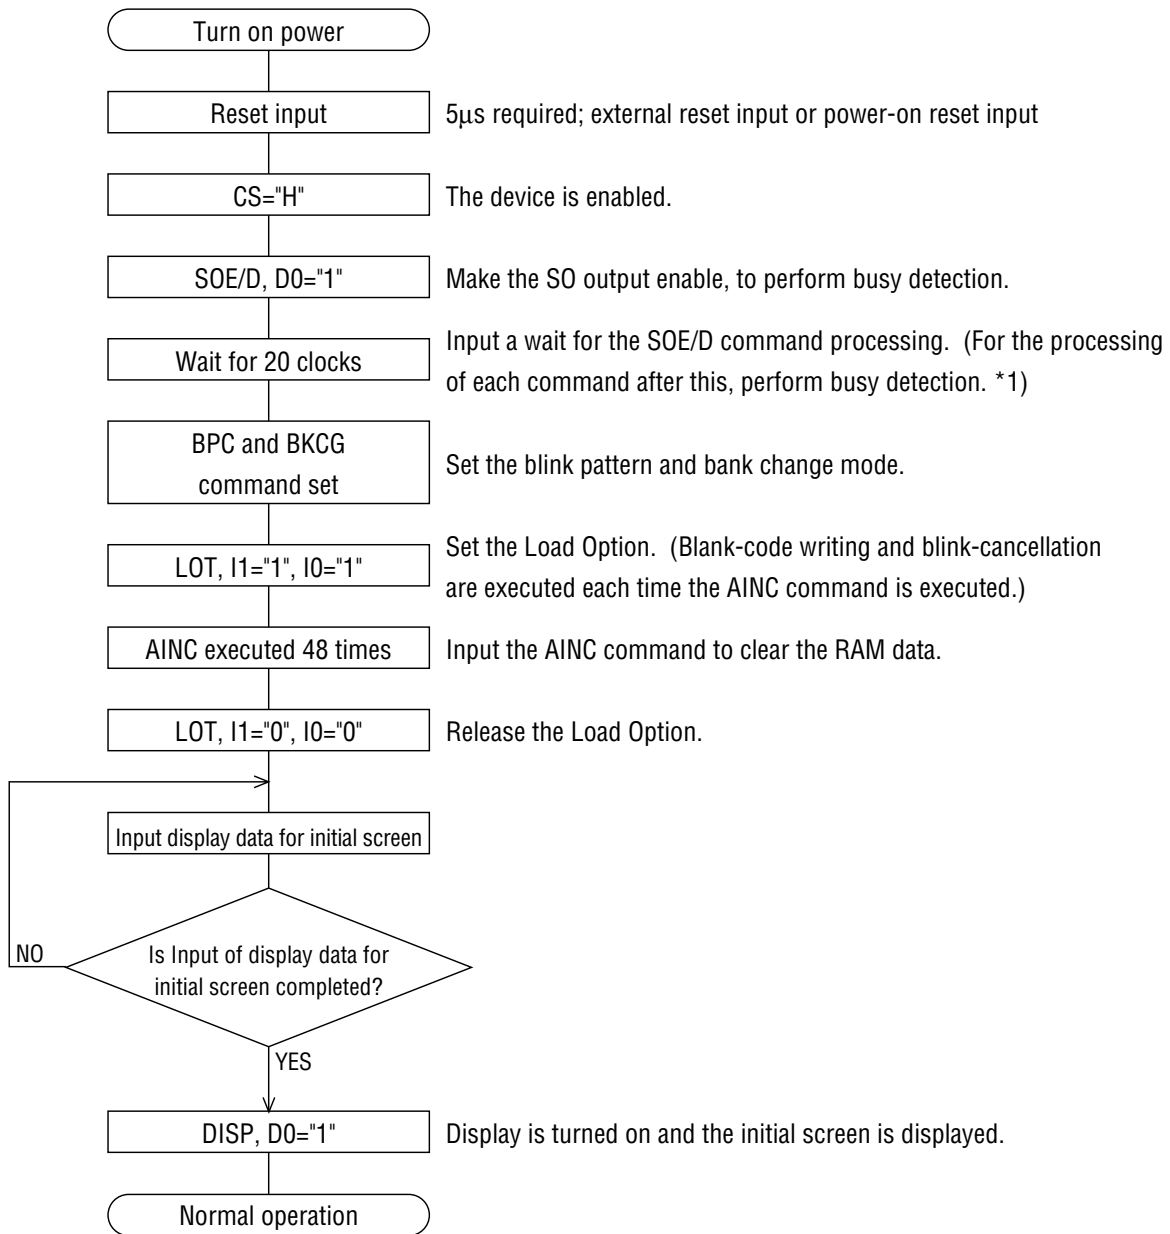 Turn on power
Reset input
5μs required; external reset input or power-on reset input
CS="H"
The device is enabled.
SOE/D, D0="1"
Make the SO output enable, to perform busy detection.
Wait for 20 clocks
Input a wait for the SOE/D command processing. (For the processing
of each command after this, perform busy detection. *1)
BPC and BKCG
command set
Set the blink pattern and bank change mode.
LOT, I1="1", I0="1"
Set the Load Option. (Blank-code writing and blink-cancellation
are executed each time the AINC command is executed.)
AINC executed 48 times
Input the AINC command to clear the RAM data.
LOT, I1="0", I0="0"
Release the Load Option.
Input display data for initial screen
Is Input of display data for
initial screen completed?
NO
YES
DISP, D0="1"
Display is turned on and the initial screen is displayed.
Normal operation